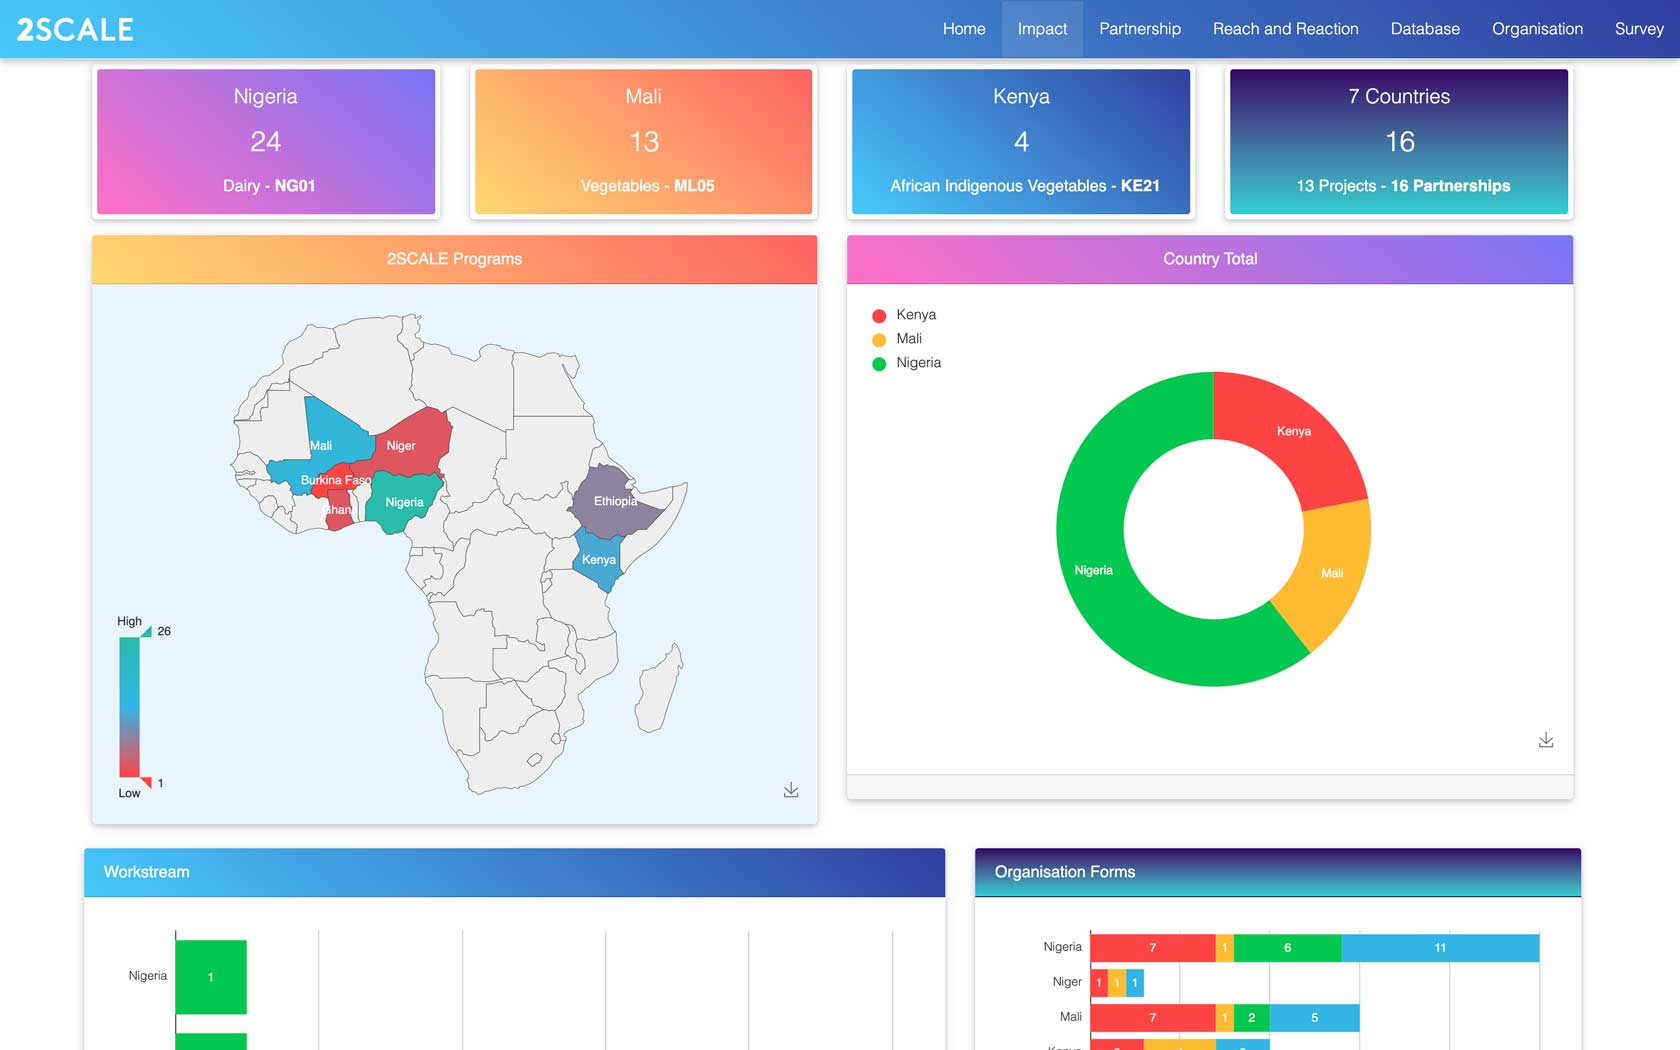 2SCALE
Home Impact Partnership Reach and Reaction Database Organisation Survey
Nigeria
24
Dairy - NG01
Mali
13
Vegetables - ML05
Kenya
4
African Indigenous Vegetables - KE21
7 Countries
16
13 Projects - 16 Partnerships
2SCALE Programs
Mali
Niger
Burkina Faso
Nigeria
Ghan
Ethiopia
Kenya
High
26
1
Low
Country Total
Kenya
Mali
Nigeria
Kenya
Nigeria
Mali
Workstream
Nigeria
1
Organisation Forms
Nigeria 7 1 6 11
Niger 1 1 1
Mali 7 1 2 5